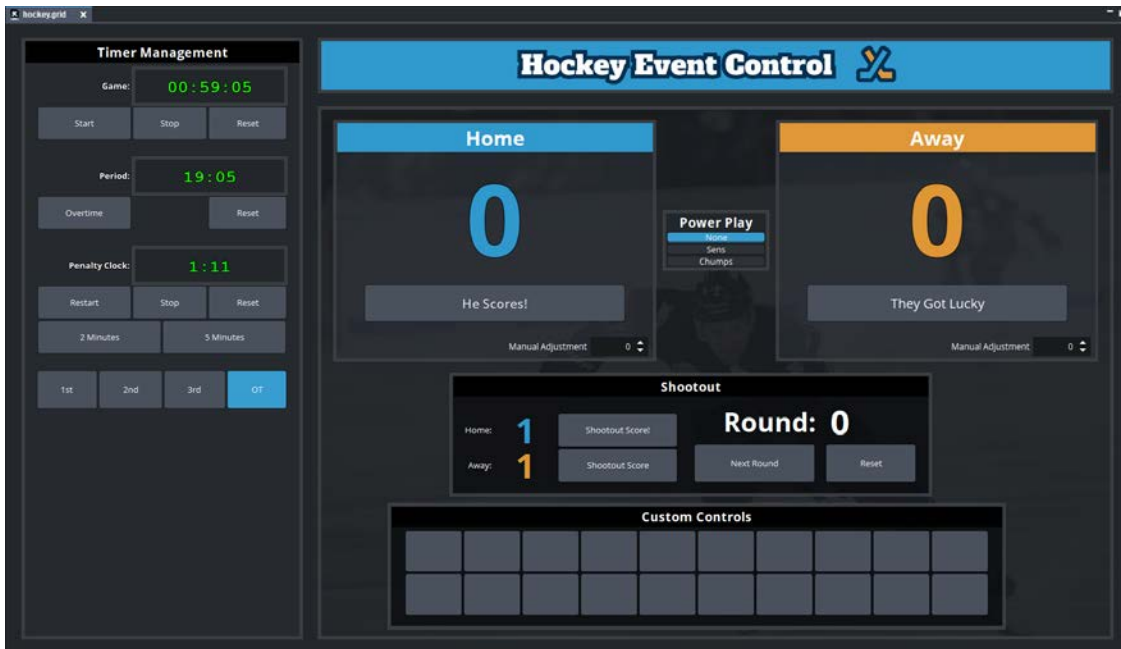 hockey.grid X
Timer Management
Game: 00:59:05
Start Stop Reset
Period: 19:05
Overtime Reset
Penalty Clock: 1:11
Restart Stop Reset
2 Minutes 5 Minutes
1st 2nd 3rd OT
Hockey Event Control
Home
0
He Scores!
Manual Adjustment 0
Power Play
None
Sens
Chumps
Away
0
They Got Lucky
Manual Adjustment 0
Shootout
Home: 1 Shootout Score!
Away: 1 Shootout Score
Round: 0
Next Round Reset
Custom Controls